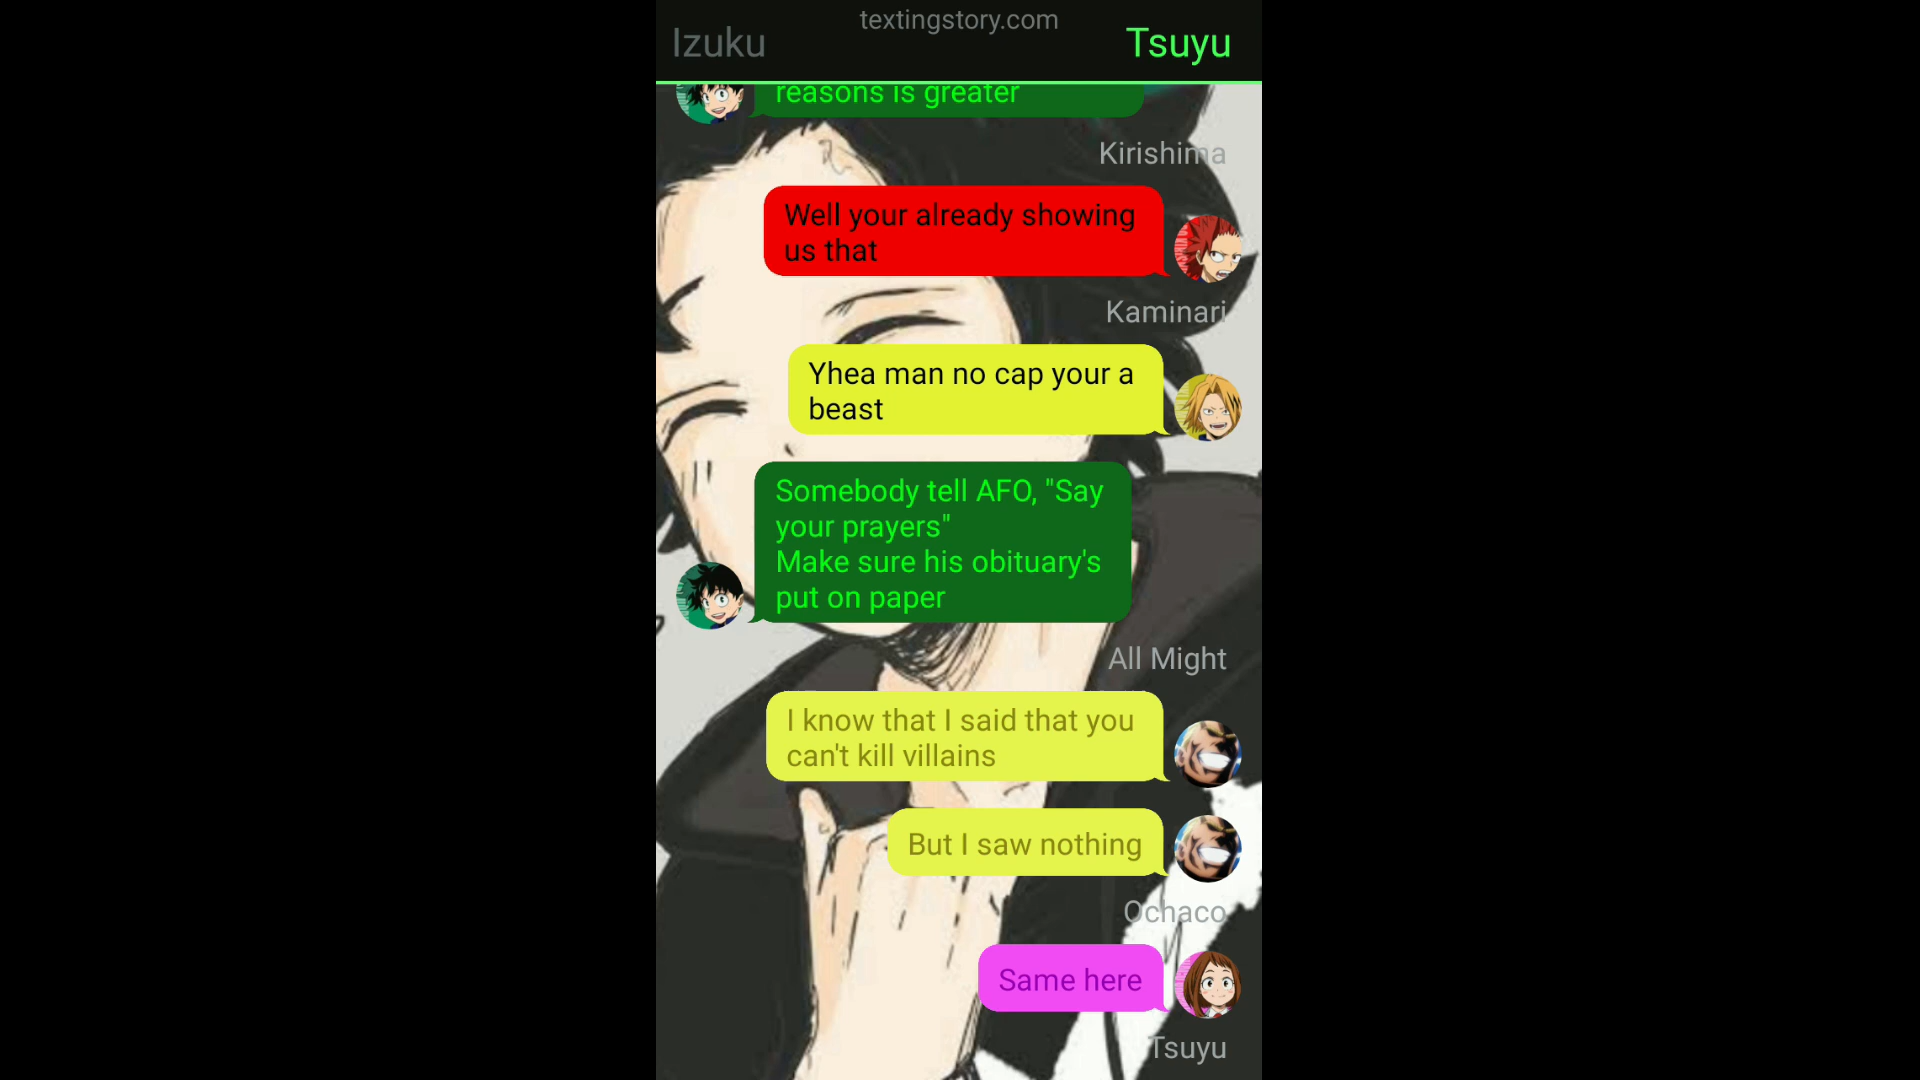 textingstory.com
Izuku
Tsuyu
reasons is greater
Kirishima
Well your already showing
us that
Kaminari
Yhea man no cap your a
beast
Somebody tell AFO, "Say
your prayers"
Make sure his obituary's
put on paper
All Might
I know that I said that you
can't kill villains
But I saw nothing
Ochaco
Same here
Tsuyu